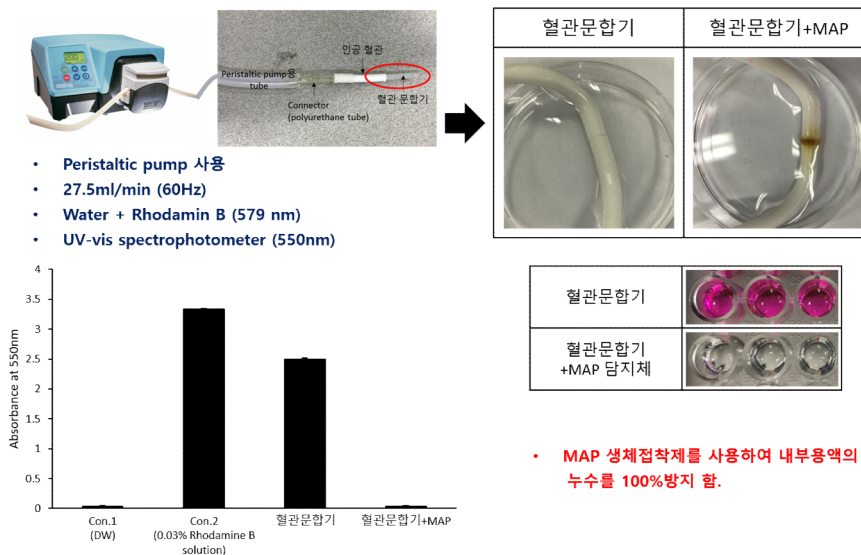 Peristaltic pump용
tube
인공 혈관
Connector
(polyurethane tube)
혈관 문합기
혈관문합기
혈관문합기+MAP
• Peristaltic pump 사용
• 27.5ml/min (60Hz)
• Water + Rhodamin B (579 nm)
• UV-vis spectrophotometer (550nm)
Absorbance at 550nm
4
3.5
3
2.5
2
1.5
1
0.5
0
Con.1
(DW)
Con.2
(0.03% Rhodamine B
solution)
혈관문합기
혈관문합기+MAP
혈관문합기
혈관문합기
+MAP 담지체
• MAP 생체접착제를 사용하여 내부용액의
누수를 100%방지 함.